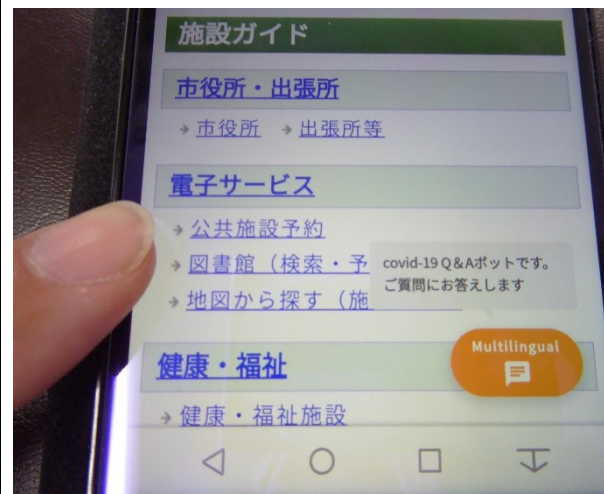 施設ガイド
市役所・出張所
市役所 出張所等
電子サービス
公共施設予約
図書館（検索・予
地図から探す（施
covid-19 Q&Aボットです。
ご質問にお答えします
Multilingual
健康・福祉
健康・福祉施設